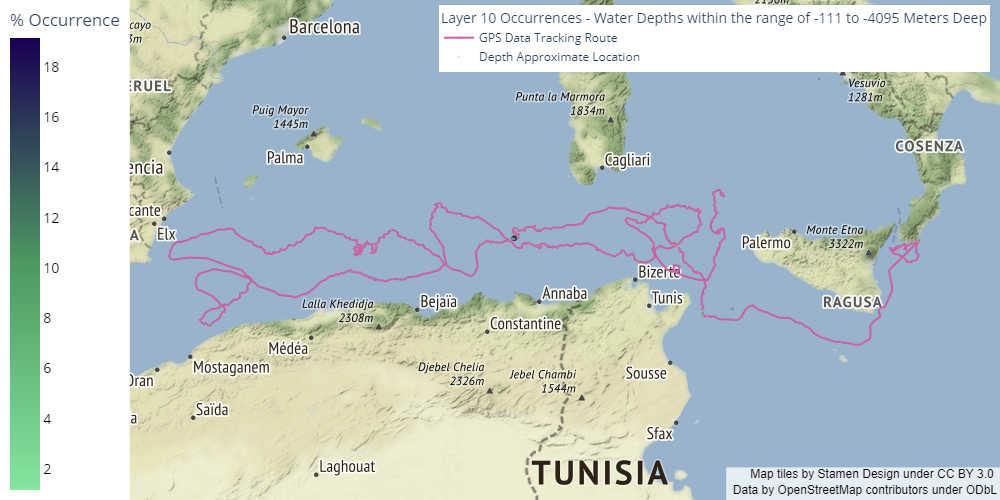 % Occurrence
18
16
14
12
10
8
6
4
2
Layer 10 Occurrences - Water Depths within the range of -111 to -4095 Meters Deep
GPS Data Tracking Route
Depth Approximate Location
cayo
3m
Barcelona
ERUEL
Puig Mayor
1445m
Palma
encia
cante
A
Elx
Punta la Marmora
1834m
Cagliari
Vesuvio
1281m
COSENZA
Palermo
Monte Etna
3322m
RAGUSA
Bizerte
Tunis
Annaba
Bejaïa
Lalla Khedidja
2308m
Constantine
Médéa
Mostaganem
Oran
Djebel Chelia
2326m
Jebel Chambi
1544m
Sousse
a
Saïda
Sfax
Laghouat
TUNISIA
Map tiles by Stamen Design under CC BY 3.0
Data by OpenStreetMap contributors under ODbL